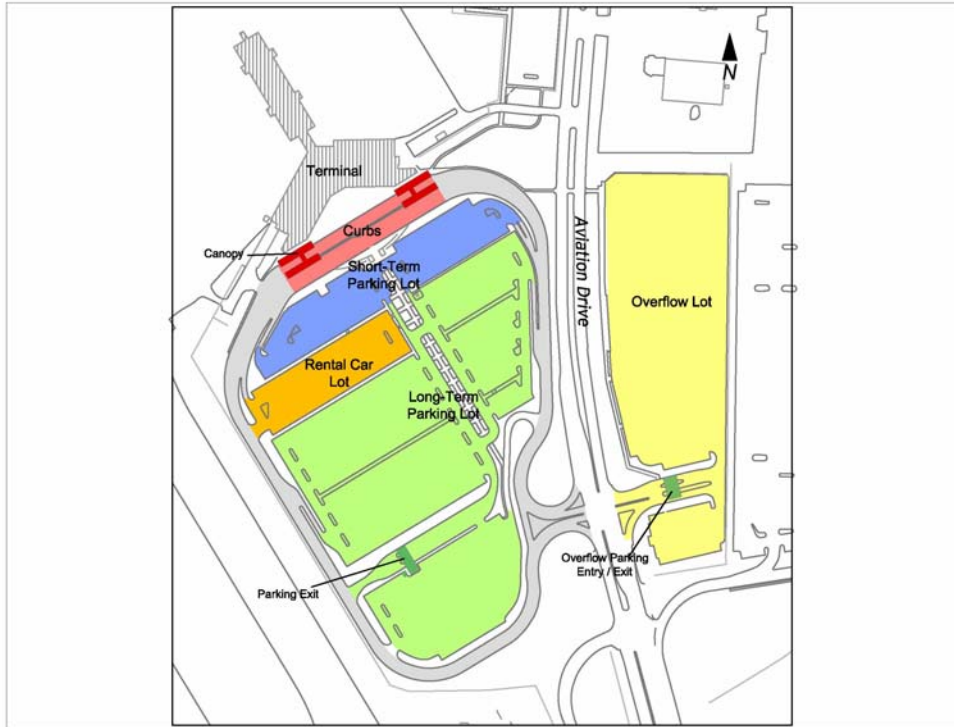 N
Terminal
Curbs
Canopy
Short-Term
Parking Lot
Aviation Drive
Overflow Lot
Rental Car
Lot
Long-Term
Parking Lot
Overflow Parking
Entry / Exit
Parking Exit